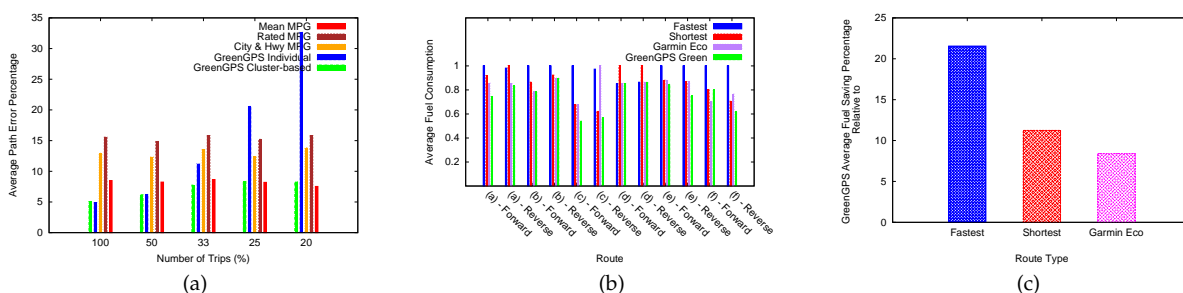 Average Path Error Percentage
35
30
25
20
15
10
5
0
Mean MPG
Rated MPG
City & Hwy MPG
GreenGPS Individual
GreenGPS Cluster-based
100 50 33 25 20
Number of Trips (%)
(a)
Average Fuel Consumption
1
0.8
0.6
0.4
0.2
Fastest
Shortest
Garmin Eco
GreenGPS Green
(a) - Forward
(a) - Reverse
(b) - Forward
(b) - Reverse
(c) - Forward
(c) - Reverse
(d) - Forward
(d) - Reverse
(e) - Forward
(e) - Reverse
(f) - Forward
(f) - Reverse
Route
(b)
GreenGPS Average Fuel Saving Percentage
Relative to
25
20
15
10
5
0
Fastest Shortest Garmin Eco
Route Type
(c)